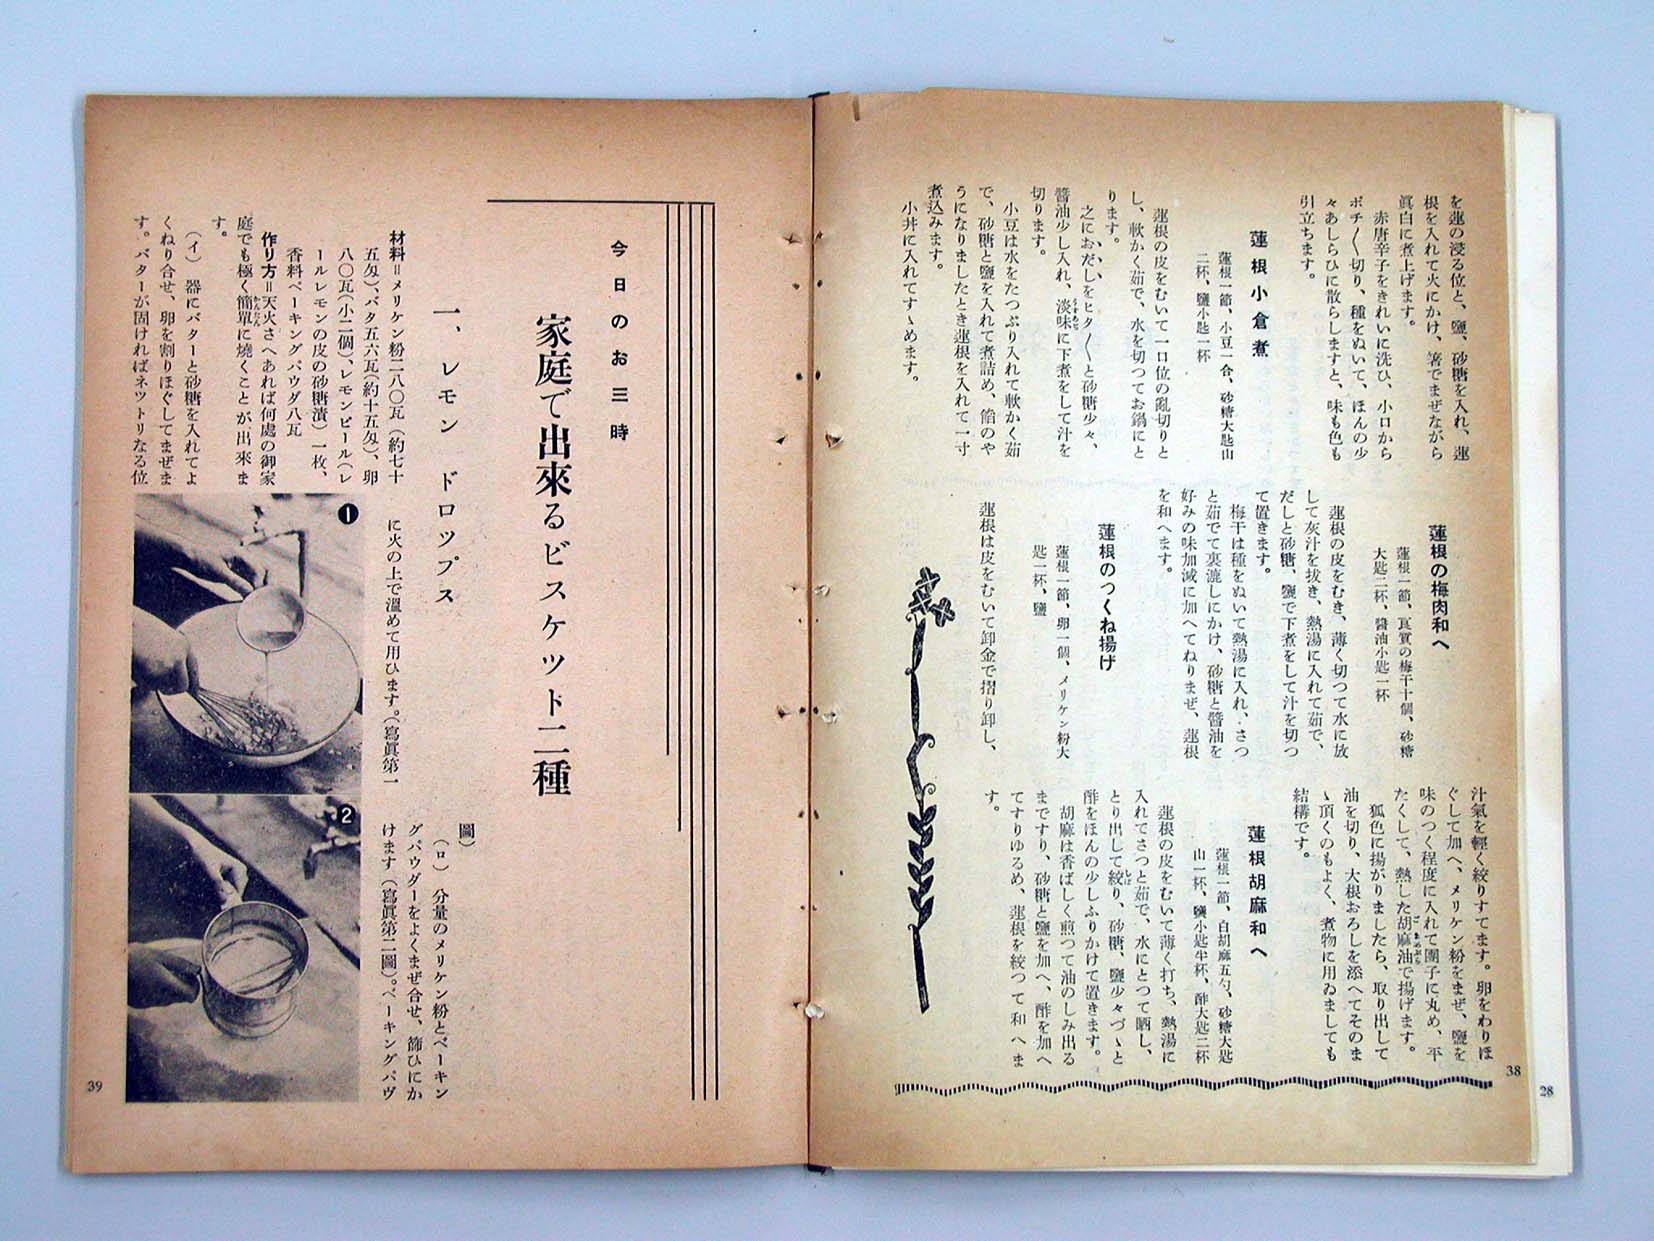 を蓮の浸る位と、鹽、砂糖を入れ、蓮
根を入れて火にかけ、箸でまぜながら
眞白に煮上げます。
赤唐辛子をきれいに洗ひ、小口から
ポチ〳〵切り、種をぬいて、ほんの少
々あしらひに散らしますと、味も色も
引立ちます。
蓮根小倉煮
蓮根一節、小豆一合、砂糖大匙山
二杯、鹽小匙一杯
蓮根の皮をむいて一口位の亂切りと
し、軟かく茹で、水を切つてお鍋にと
ります。
之におだしをヒタ〳〵と砂糖少々、
醬油少し入れ、淡味に下煮をして汁を
切ります。
小豆は水をたつぷり入れて軟かく茹
で、砂糖と鹽を入れて煮詰め、餡のや
うになりましたとき蓮根を入れて一寸
煮込みます。
小丼に入れてすゝめます。
蓮根の梅肉和へ
蓮根一節、瓦質の梅干十個、砂糖
大匙二杯、醬油小匙一杯
蓮根の皮をむき、薄く切つて水に放
して灰汁を拔き、熱湯に入れて茹で、
だしと砂糖、鹽で下煮をして汁を切つ
て置きます。
梅干は種をぬいて熱湯に入れ、さつ
と茹でて裏漉しにかけ、砂糖と醬油を
好みの味加減に加へてねりまぜ、蓮根
を和へます。
蓮根のつくね揚げ
蓮根一節、卵一個、メリケン粉大
匙一杯、鹽
蓮根は皮をむいて卸金で摺り卸し、
汁氣を輕く絞りすてます。卵をわりほ
ぐして加へ、メリケン粉をまぜ、鹽を
味のつく程度に入れて團子に丸め、平
たくして、熱した胡麻油で揚げます。
狐色に揚がりましたら、取り出して
油を切り、大根おろしを添へてそのま
ゝ頂くのもよく、煮物に用ゐましても
結構です。
蓮根胡麻和へ
蓮根一節、白胡麻五勺、砂糖大匙
山一杯、鹽小匙半杯、酢大匙二杯
蓮根の皮をむいて薄く打ち、熱湯に
入れてさつと茹で、水にとつて晒し、
とり出して絞り、砂糖、鹽少々づゝと
酢をほんの少しふりかけて置きます。
胡麻は香ばしく煎つて油のしみ出る
まですり、砂糖と鹽を加へ、酢を加へ
てすりゆるめ、蓮根を絞つて和へま
す。
38
28
今日のお三時
家庭で出來るビスケツト二種
一、レモン ドロツプス
材料=メリケン粉二八〇瓦(約七十
五匁)、バタ五六瓦(約十五匁)、卵
八〇瓦(小二個)、レモンピール(レ
ールレモンの皮の砂糖漬)一枚、
香料ベーキングパウダ八瓦
作り方=天火さへあれば何處の御家
庭でも極く簡單に燒くことが出來ま
す。
(イ) 器にバターと砂糖を入れてよ
くねり合せ、卵を割りほぐしてまぜま
す。バターが固ければネツトリなる位
に火の上で溫めて用ひます。(寫眞第一
圖)
(ロ) 分量のメリケン粉とベーキン
グパウダーをよくまぜ合せ、篩ひにか
けます(寫眞第二圖)。ベーキングパヴ
1
2
39